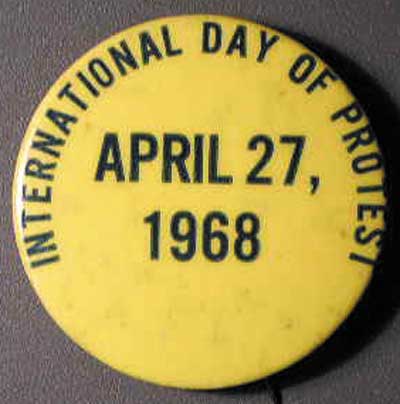 INTERNATIONAL DAY OF PROTEST
APRIL 27,
1968